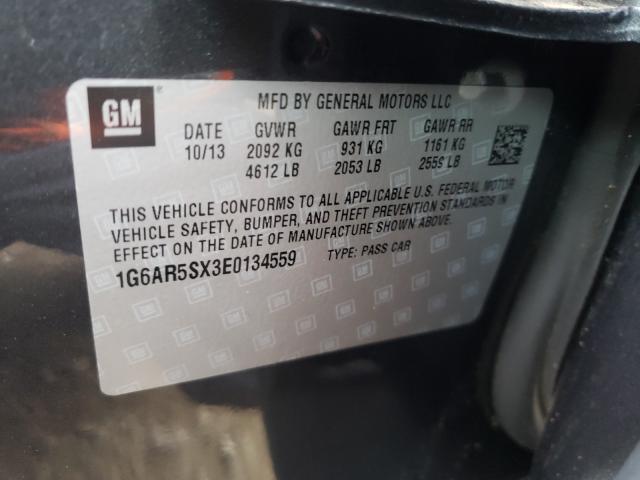 GM
MFD BY GENERAL MOTORS LLC
DATE GVWR GAWR FRT GAWR RR
10/13 2092 KG 931 KG 1161 KG
4612 LB 2053 LB 2559 LB
THIS VEHICLE CONFORMS TO ALL APPLICABLE U.S. FEDERAL MOTOR
VEHICLE SAFETY, BUMPER, AND THEFT PREVENTION STANDARDS IN
EFFECT ON THE DATE OF MANUFACTURE SHOWN ABOVE.
1G6AR5SX3E0134559 TYPE: PASS CAR